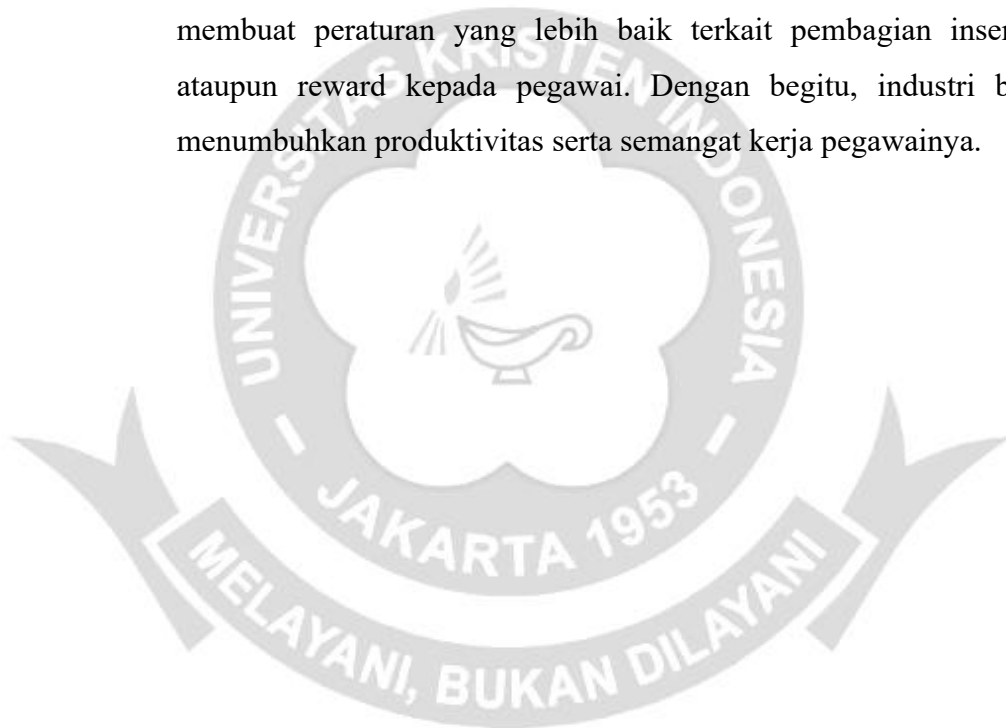 membuat peraturan yang lebih baik terkait pembagian
ataupun reward kepada pegawai. Dengan begitu, industri
menumbuhkan produktivitas serta semangat kerja pegawainya.
UNIVERSITAS KRISTEN INDONESIA
- JAKARTA 1953 -
MELAYANI, BUKAN DILAYANI